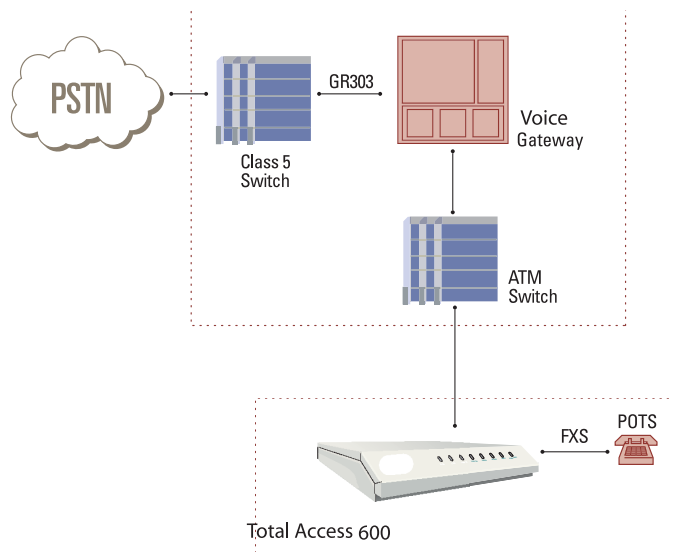 PSTN
GR303
Class 5
Switch
Voice
Gateway
ATM
Switch
FXS
POTS
Total Access 600